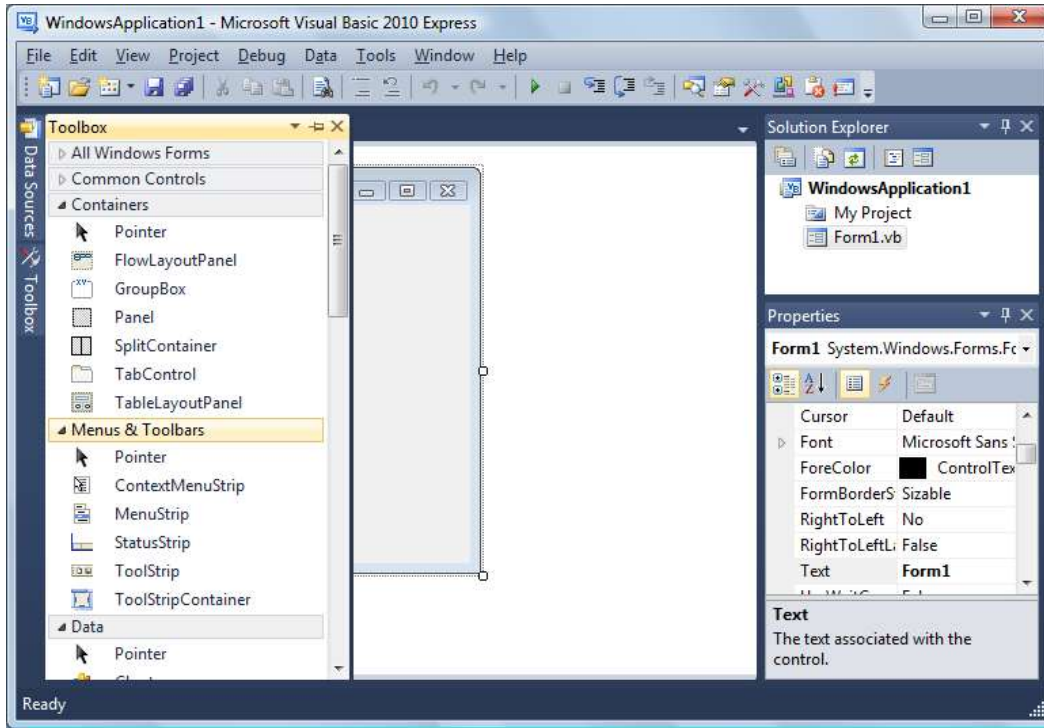 WindowsApplication1 - Microsoft Visual Basic 2010 Express
File Edit View Project Debug Data Tools Window Help
Data Sources
Toolbox
Toolbox
All Windows Forms
Common Controls
Containers
Pointer
FlowLayoutPanel
GroupBox
Panel
SplitContainer
TabControl
TableLayoutPanel
Menus & Toolbars
Pointer
ContextMenuStrip
MenuStrip
StatusStrip
ToolStrip
ToolStripContainer
Data
Pointer
Solution Explorer
WindowsApplication1
My Project
Form1.vb
Properties
Form1 System.Windows.Forms.Fc
Cursor Default
Font Microsoft Sans S
ForeColor ControlTex
FormBorderS Sizable
RightToLeft No
RightToLeftL Fal​se
Text Form1
Text
The text associated with the
control.
Ready